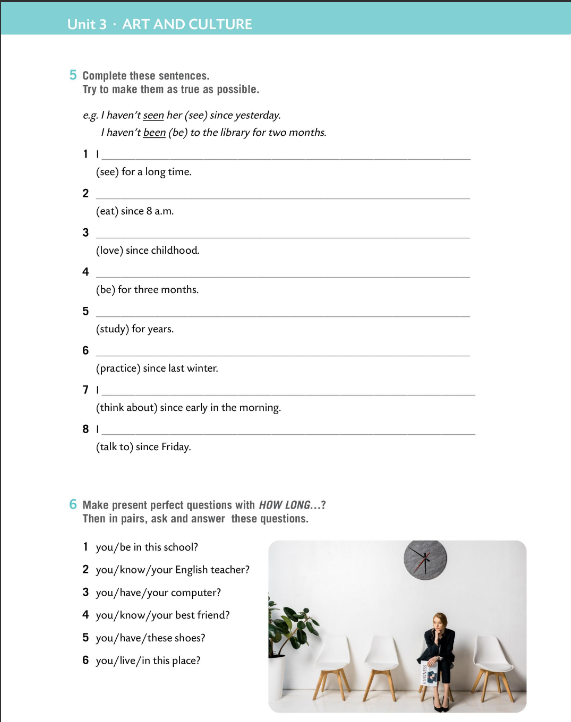 Unit 3 · ART AND CULTURE
5 Complete these sentences.
Try to make them as true as possible.
e.g. I haven't seen her (see) since yesterday.
I haven't been (be) to the library for two months.
1 I
(see) for a long time.
2
(eat) since 8 a.m.
3
(love) since childhood.
4
(be) for three months.
5
(study) for years.
6
(practice) since last winter.
7 I
(think about) since early in the morning.
8 I
(talk to) since Friday.
6 Make present perfect questions with HOW LONG...?
Then in pairs, ask and answer these questions.
1 you/be in this school?
2 you/know/your English teacher?
3 you/have/your computer?
4 you/know/your best friend?
5 you/have/these shoes?
6 you/live/in this place?